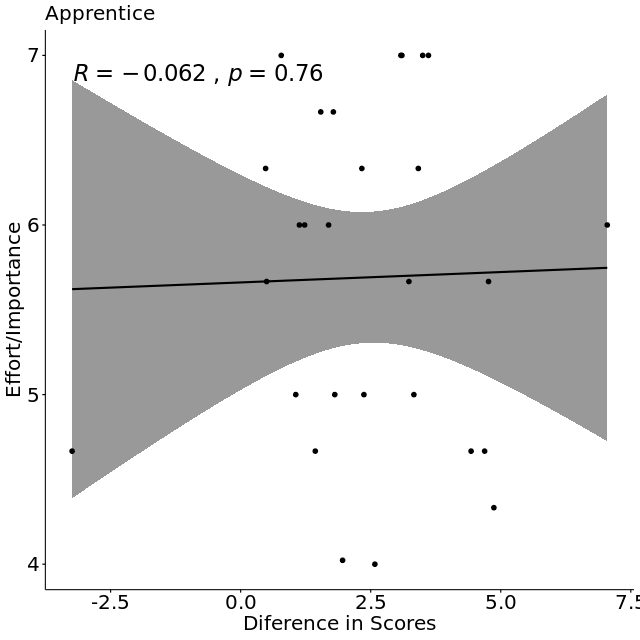 Apprentice
R = −0.062 , p = 0.76
7
6
5
4
Effort/Importance
-2.5 0.0 2.5 5.0 7.5
Diference in Scores